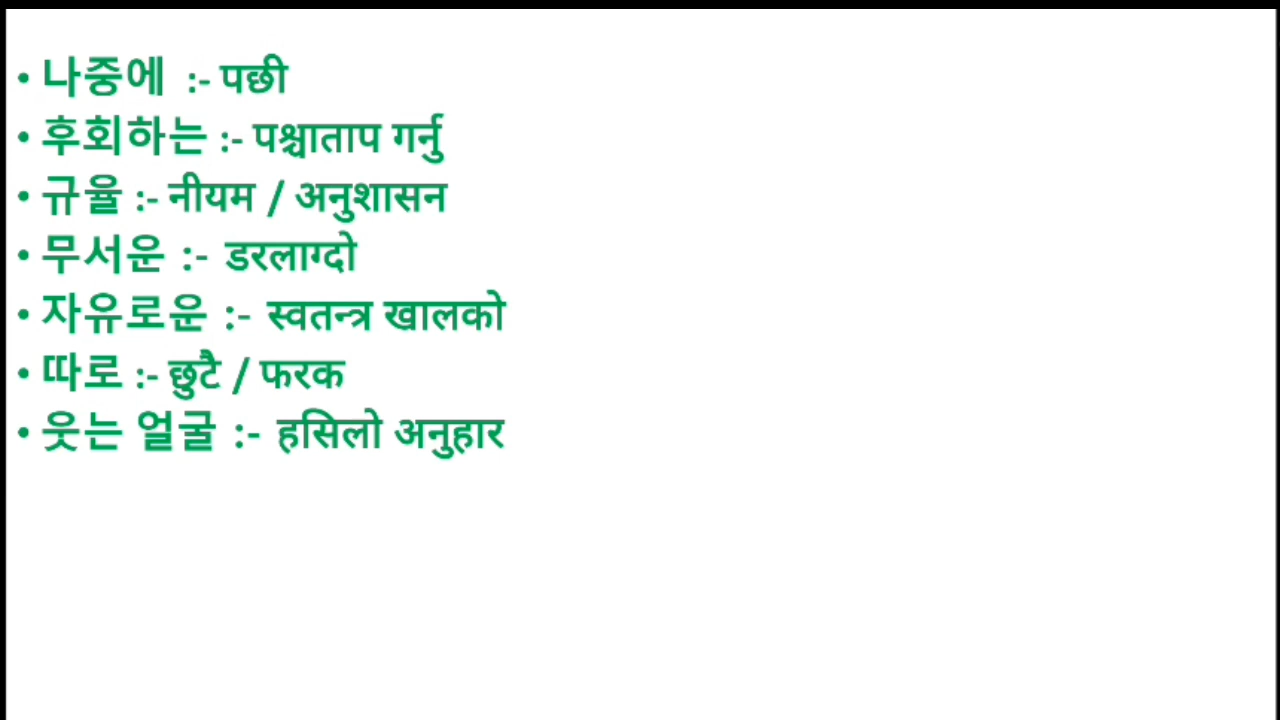 • 나중에 :- पछी
• 후회하는 :- पश्चाताप गर्नु
• 규율 :- नीयम / अनुशासन
• 무서운 :- डरलाग्दो
• 자유로운 :- स्वतन्त्र खालको
• 따로 :- छुटै / फरक
• 웃는 얼굴 :- हसिलो अनुहार